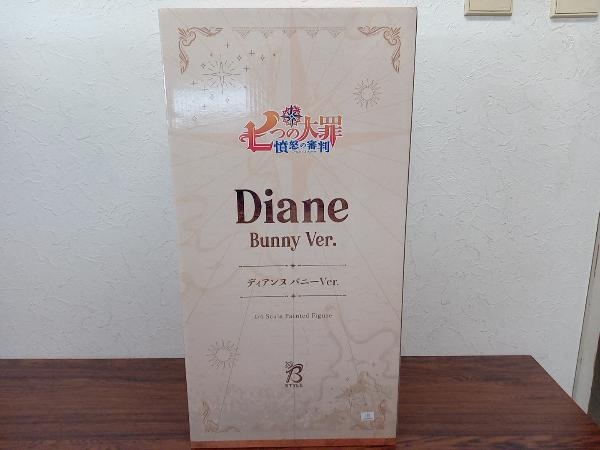 七つの大罪
憤怒の審判
Diane
Bunny Ver.
ディアンヌ バニーVer.
1/4 Scale Painted Figure
B
STYLE